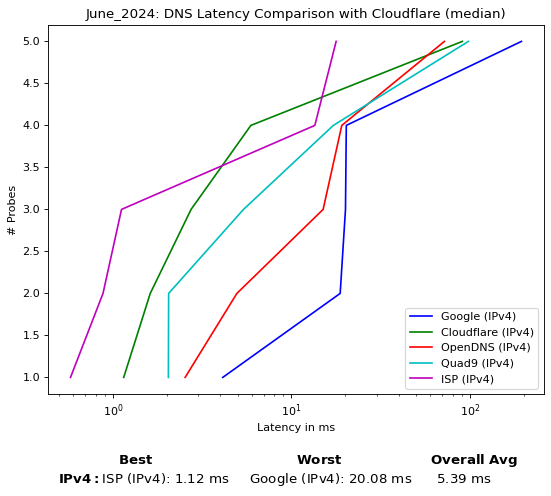 June_2024: DNS Latency Comparison with Cloudflare (median)
5.0
4.5
4.0
3.5
3.0
2.5
2.0
1.5
1.0
# Probes
Google (IPv4)
Cloudflare (IPv4)
OpenDNS (IPv4)
Quad9 (IPv4)
ISP (IPv4)
10⁰ 10¹ 10²
Latency in ms
Best Worst Overall Avg
IPv4: ISP (IPv4): 1.12 ms Google (IPv4): 20.08 ms 5.39 ms